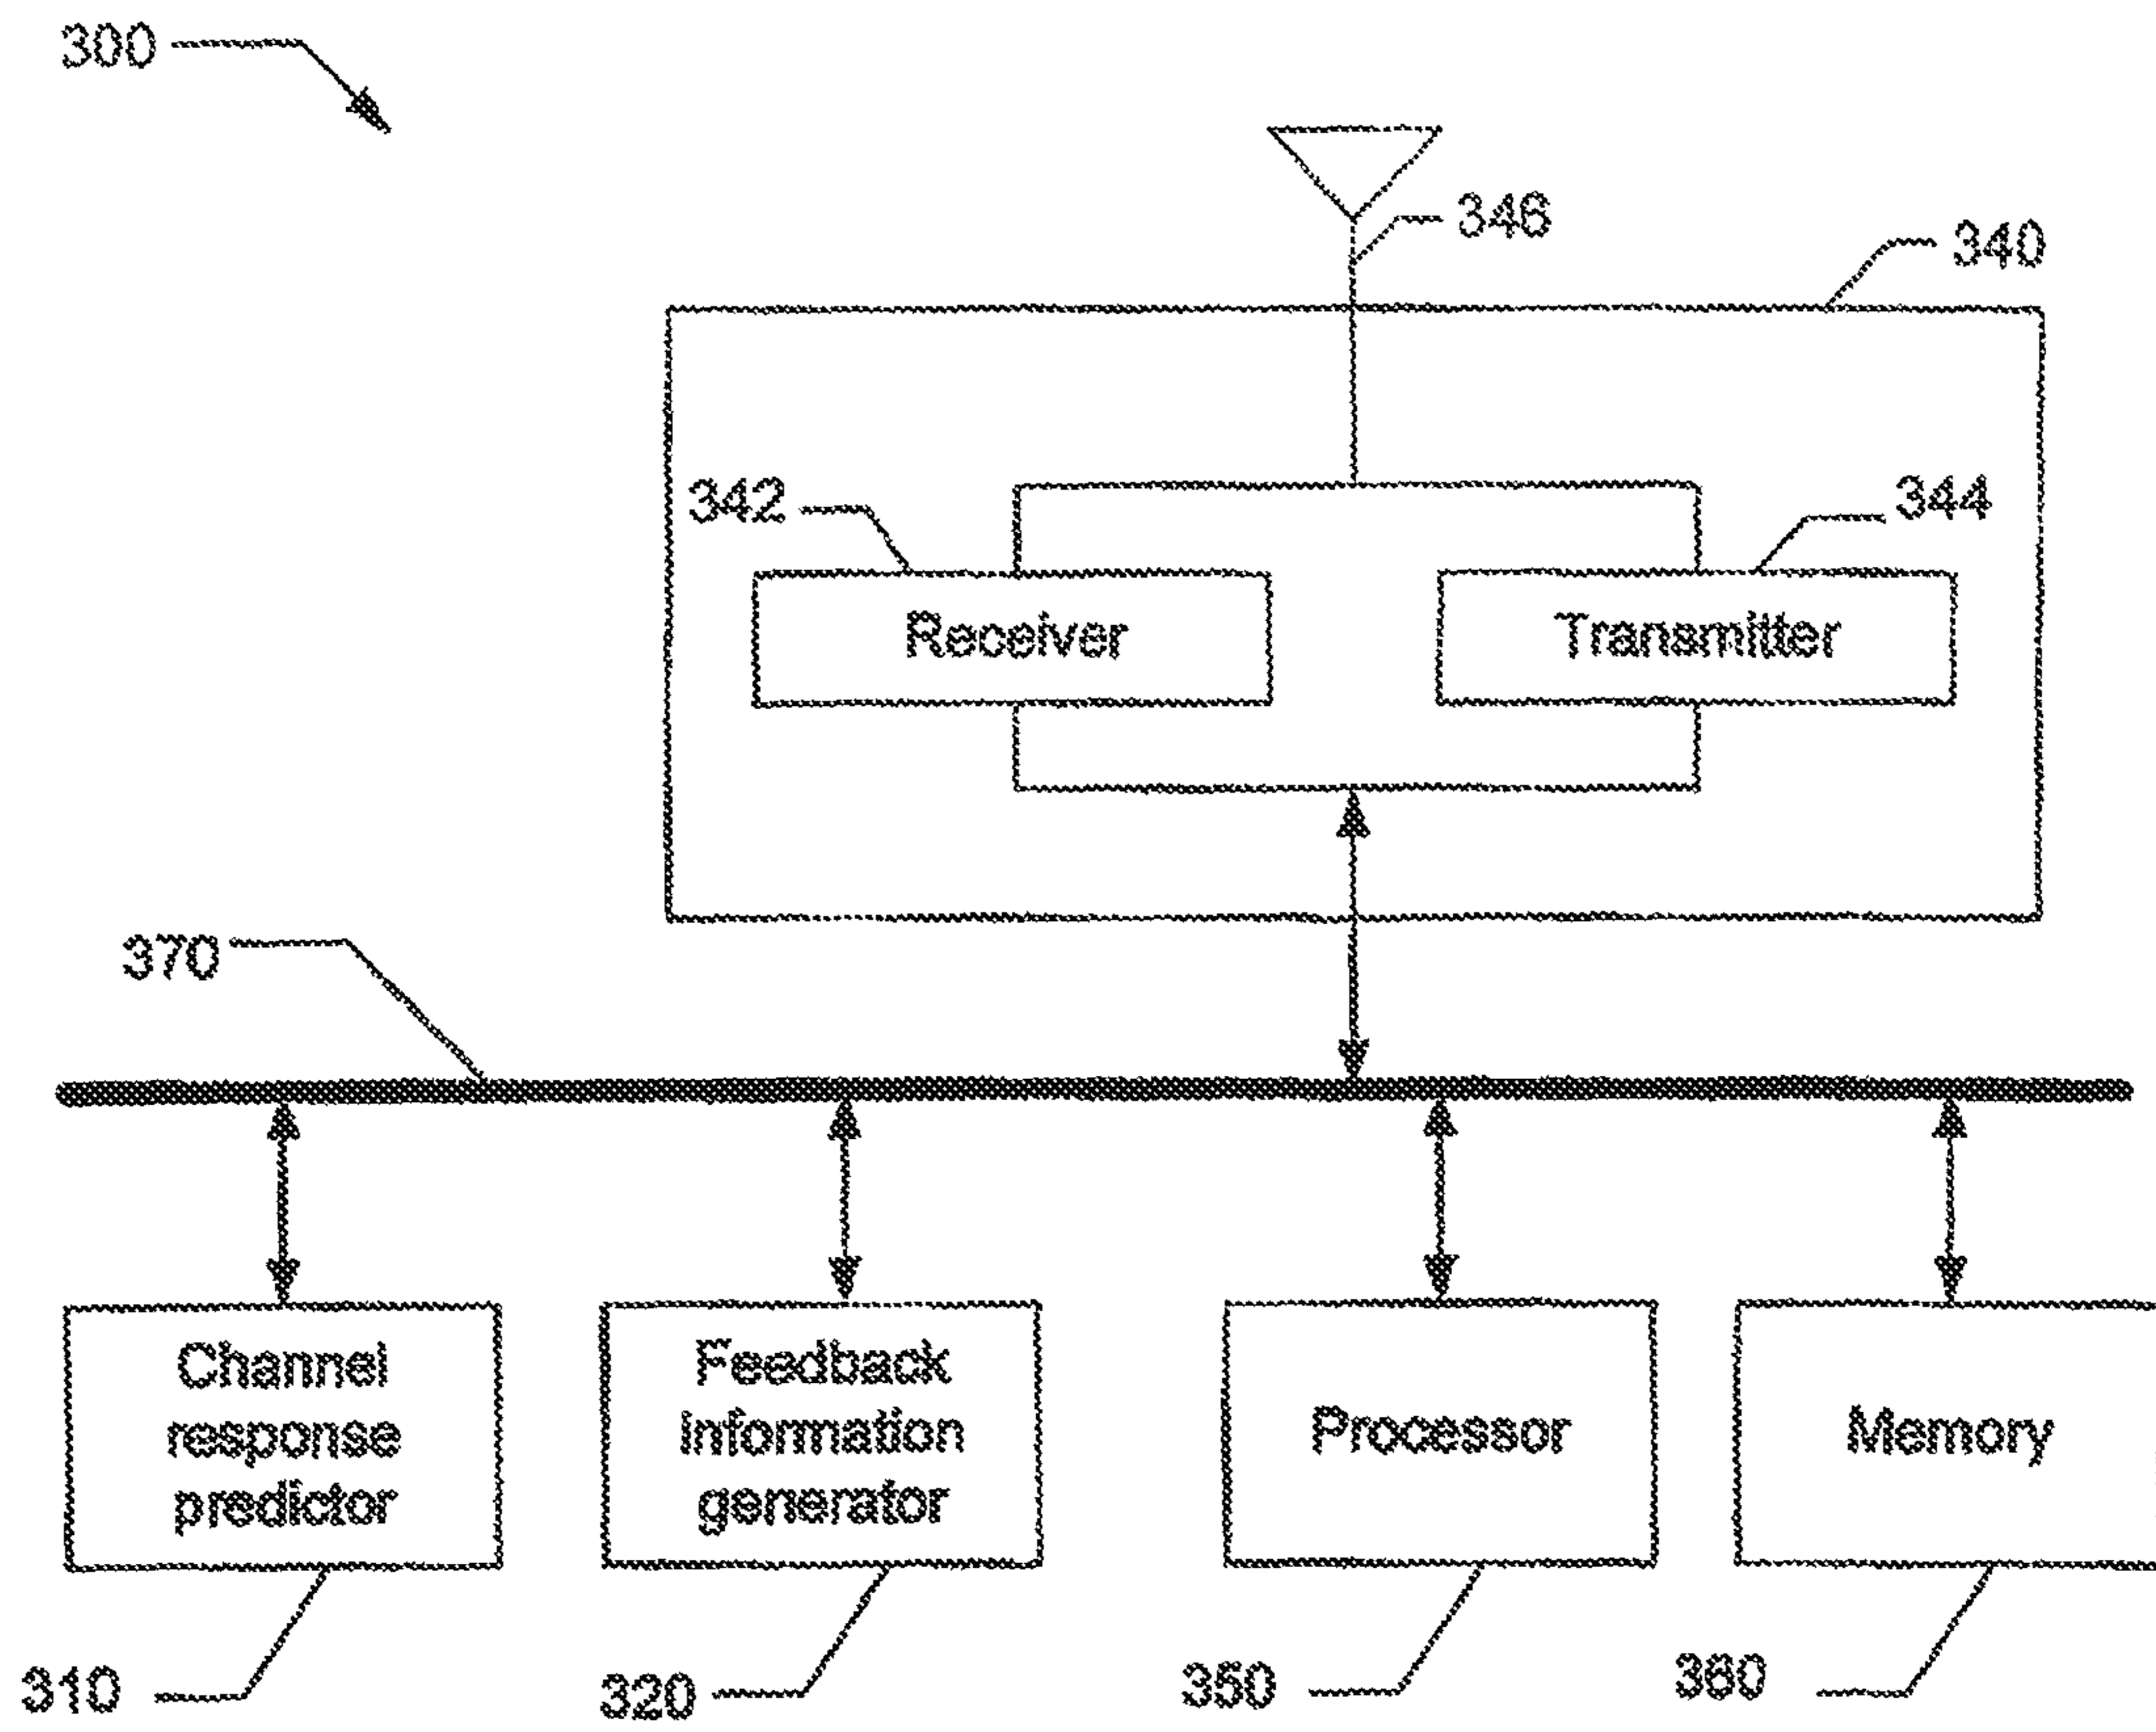 300
346
340
342
344
Receiver
Transmitter
370
Channel
response
predictor
Feedback
Information
generator
Processor
Memory
310
320
350
360